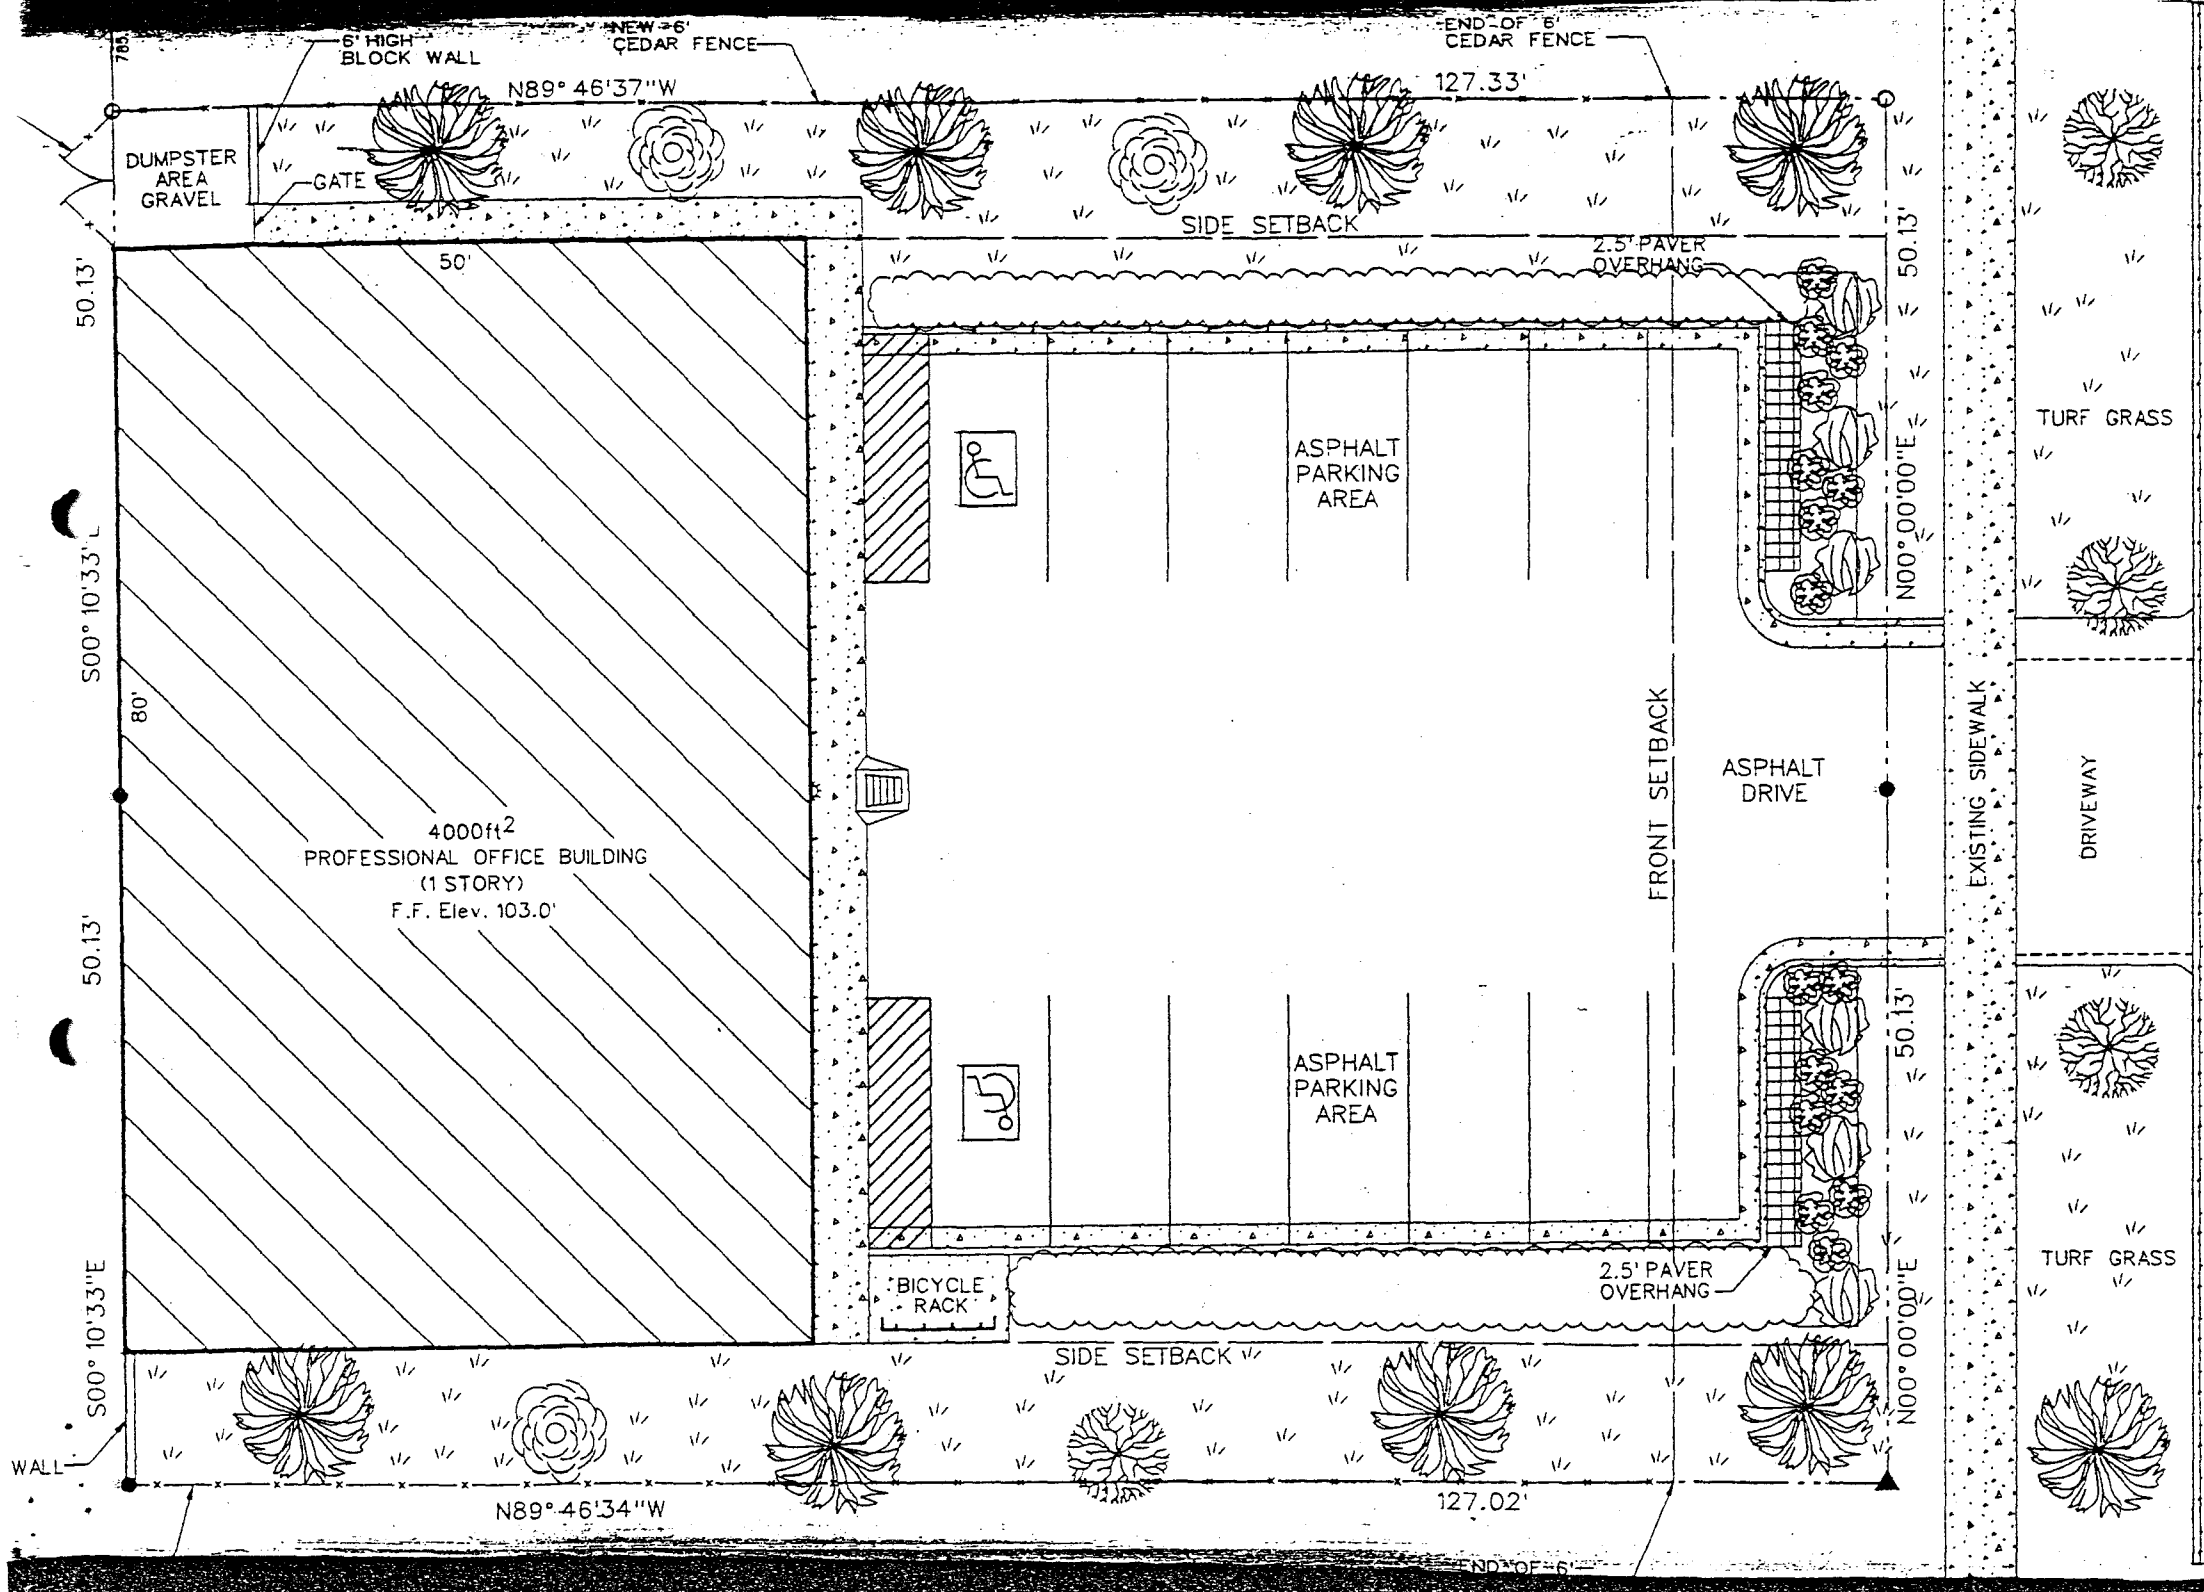 785
6' HIGH
BLOCK WALL
NEW 6'
CEDAR FENCE
END OF 6'
CEDAR FENCE
N89° 46'37"W
127.33'
DUMPSTER
AREA
GRAVEL
GATE
SIDE SETBACK
2.5' PAVER
OVERHANG
50.13'
50'
50.13'
ASPHALT
PARKING
AREA
TURF GRASS
N00° 00'00"E
S00° 10'33"
80'
FRONT SETBACK
ASPHALT
DRIVE
EXISTING SIDEWALK
DRIVEWAY
4000ft2
PROFESSIONAL OFFICE BUILDING
(1 STORY)
F.F. Elev. 103.0'
50.13'
50.13'
ASPHALT
PARKING
AREA
TURF GRASS
S00° 10'33"E
BICYCLE
RACK
2.5' PAVER
OVERHANG
N00° 00'00"E
SIDE SETBACK
WALL
N89° 46'34"W
127.02'
END OF 6'